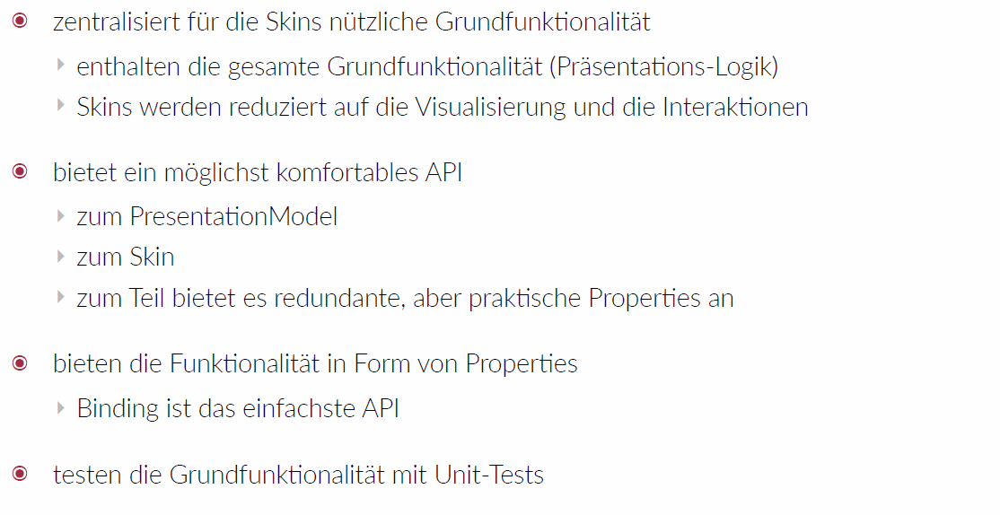 zentralisiert für die Skins nützliche Grundfunktionalität
enthalten die gesamte Grundfunktionalität (Präsentations-Logik)
Skins werden reduziert auf die Visualisierung und die Interaktionen
bietet ein möglichst komfortables API
zum PresentationModel
zum Skin
zum Teil bietet es redundante, aber praktische Properties an
bieten die Funktionalität in Form von Properties
Binding ist das einfachste API
testen die Grundfunktionalität mit Unit-Tests